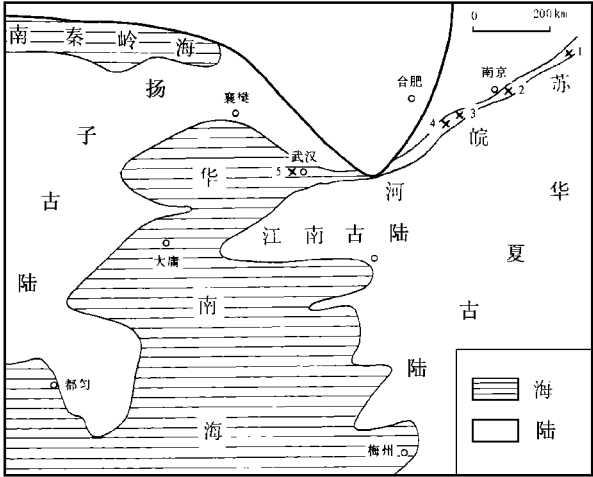 南秦岭海
0 200km
扬子古陆
襄樊
合肥
南京
1
2
3
4
5
苏皖河
武汉
华南海
江南古陆
华夏古陆
大庸
都匀
梅州
海
陆